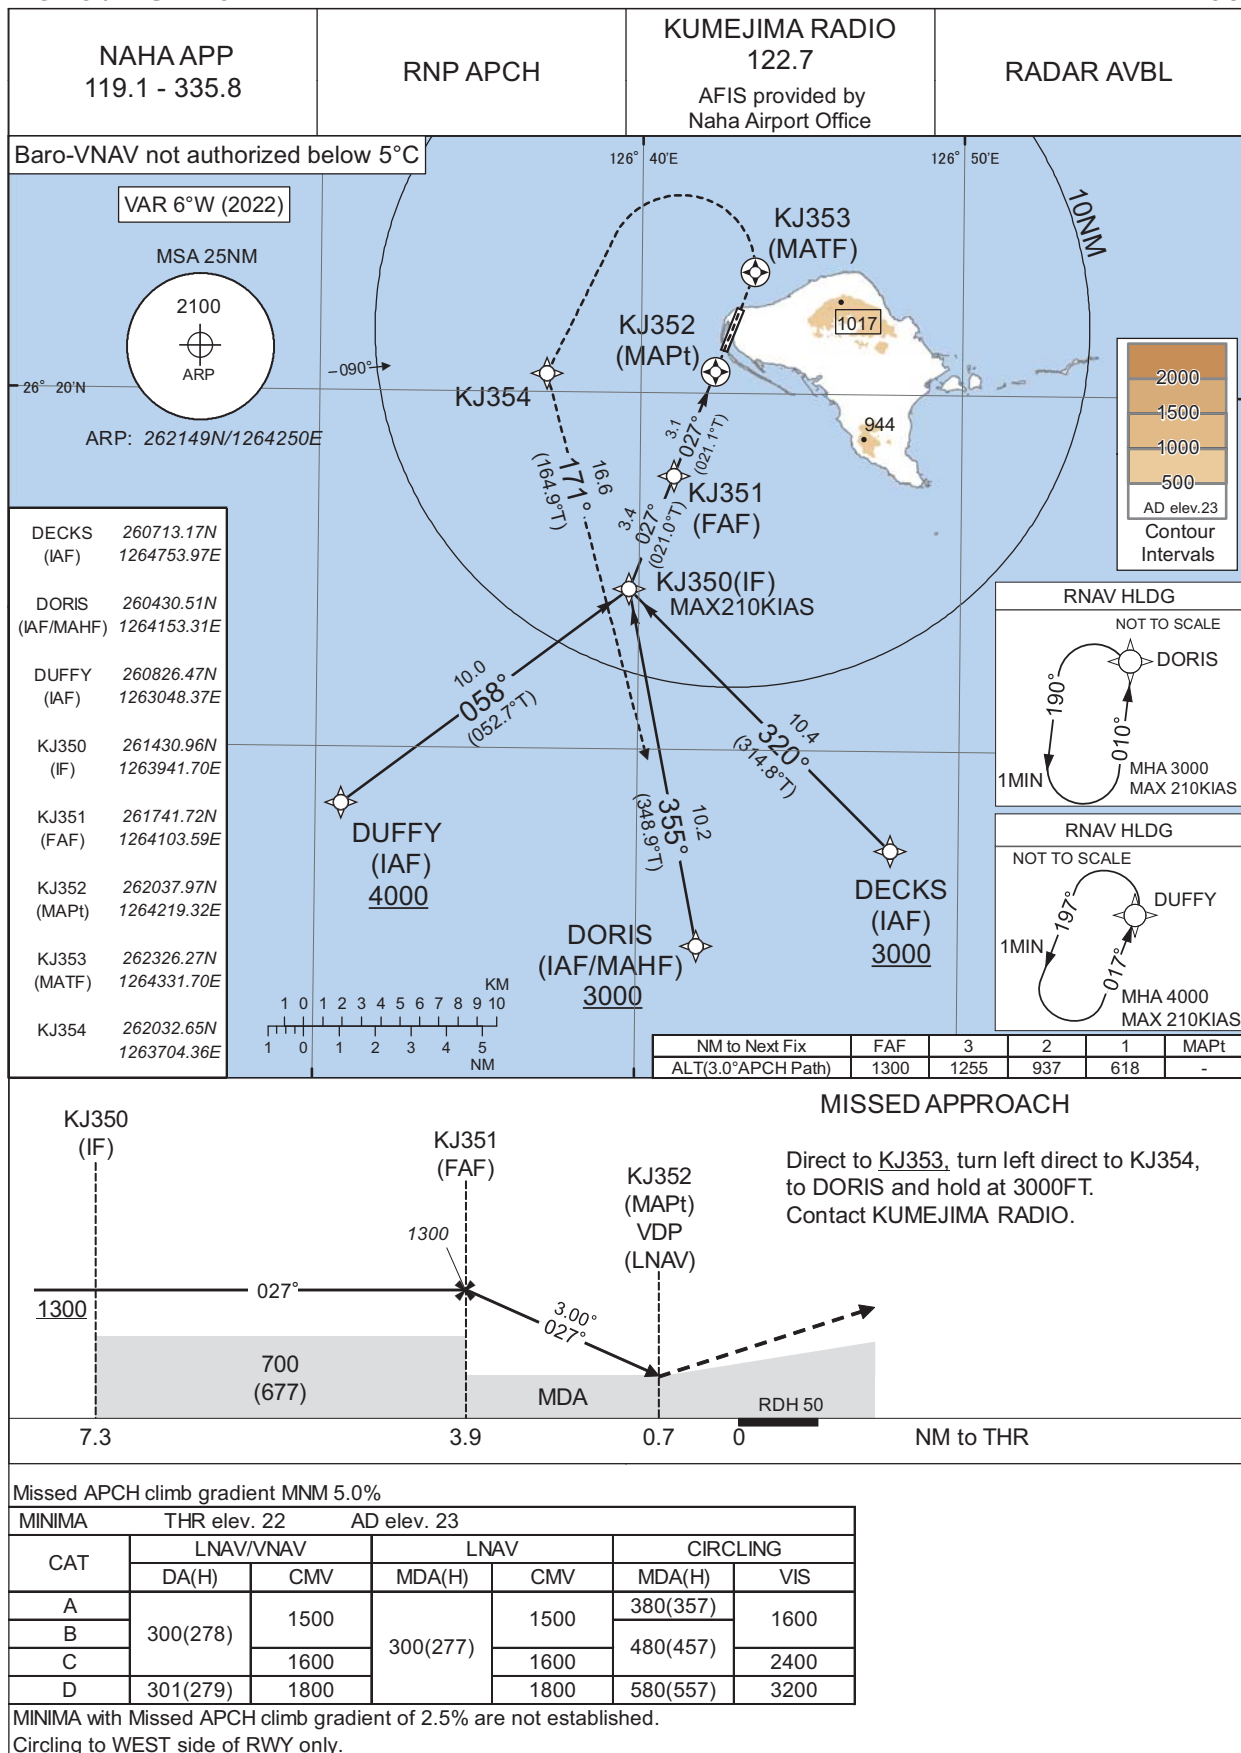 NAHA APP
119.1 - 335.8
RNP APCH
KUMEJIMA RADIO
122.7
AFIS provided by
Naha Airport Office
RADAR AVBL
Baro-VNAV not authorized below 5°C
126° 40'E
126° 50'E
VAR 6°W (2022)
10NM
MSA 25NM
2100
ARP
ARP: 262149N/1264250E
090°
26° 20'N
KJ353
(MATF)
KJ352
(MAPt)
KJ354
1017
944
2000
1500
1000
500
AD elev.23
Contour
Intervals
3.1
027°
(021.1°T)
KJ351
(FAF)
16.6
171°
(164.9°T)
3.4
027°
(021.0°T)
KJ350(IF)
MAX210KIAS
DECKS 260713.17N
(IAF) 1264753.97E
DORIS 260430.51N
(IAF/MAHF) 1264153.31E
DUFFY 260826.47N
(IAF) 1263048.37E
KJ350 261430.96N
(IF) 1263941.70E
KJ351 261741.72N
(FAF) 1264103.59E
KJ352 262037.97N
(MAPt) 1264219.32E
KJ353 262326.27N
(MATF) 1264331.70E
KJ354 262032.65N
1263704.36E
10.0
058°
(052.7°T)
10.4
320°
(314.8°T)
10.2
355°
(348.9°T)
DUFFY
(IAF)
4000
DORIS
(IAF/MAHF)
3000
DECKS
(IAF)
3000
RNAV HLDG
NOT TO SCALE
DORIS
190°
010°
1MIN
MHA 3000
MAX 210KIAS
RNAV HLDG
NOT TO SCALE
DUFFY
197°
017°
1MIN
MHA 4000
MAX 210KIAS
KM
1 0 1 2 3 4 5 6 7 8 9 10
1 0 1 2 3 4 5
NM
NM to Next Fix FAF 3 2 1 MAPt
ALT(3.0°APCH Path) 1300 1255 937 618 -
MISSED APPROACH
Direct to KJ353, turn left direct to KJ354,
to DORIS and hold at 3000FT.
Contact KUMEJIMA RADIO.
KJ350
(IF)
KJ351
(FAF)
KJ352
(MAPt)
VDP
(LNAV)
1300
1300
027°
3.00°
027°
700
(677)
MDA
RDH 50
7.3 3.9 0.7 0 NM to THR
Missed APCH climb gradient MNM 5.0%
MINIMA THR elev. 22 AD elev. 23
CAT LNAV/VNAV LNAV CIRCLING
DA(H) CMV MDA(H) CMV MDA(H) VIS
A 300(278) 1500 300(277) 1500 380(357) 1600
B 480(457)
C 1600 1600 2400
D 301(279) 1800 1800 580(557) 3200
MINIMA with Missed APCH climb gradient of 2.5% are not established.
Circling to WEST side of RWY only.